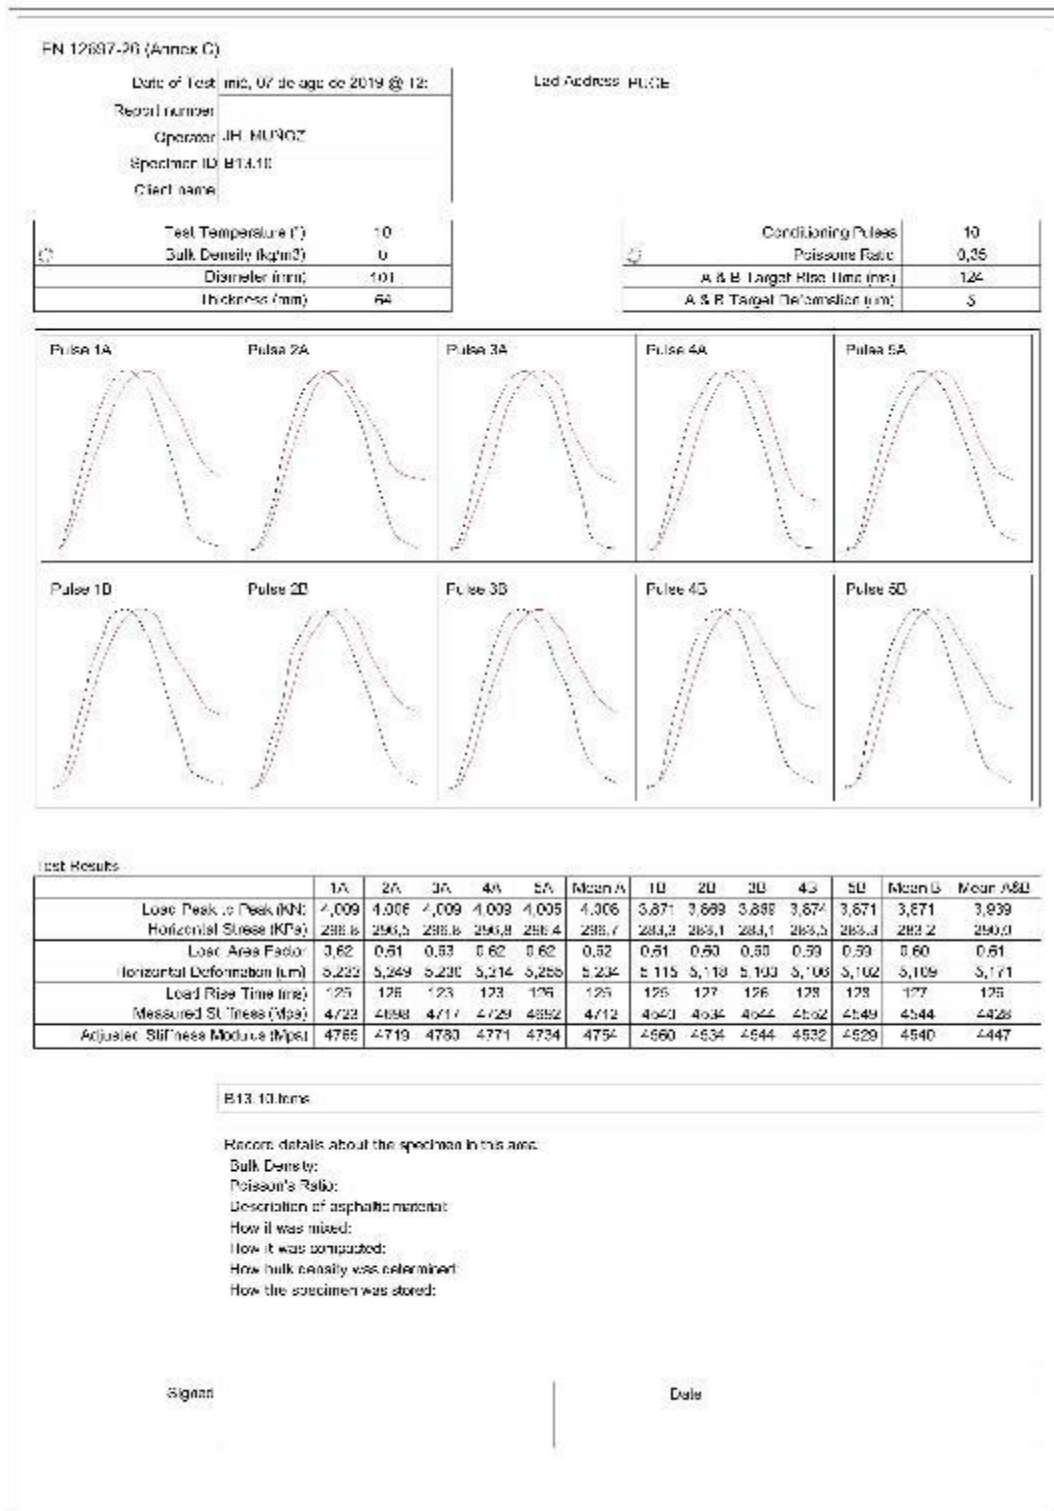 EN 12697-26 (Annex C)
Date of Test mié, 07 de ago de 2019 @ 12:
Lab Address PUCE
Report number
Operator JH. MUÑOZ
Specimen ID B13.10
Client name
Test Temperature (°) 10
Conditioning Pulses 10
Bulk Density (kg/m3) 0
Poissons Ratio 0,35
Diameter (mm) 101
A & B Target Rise Time (ms) 124
Thickness (mm) 64
A & B Target Deformation (um) 5
Pulse 1A Pulse 2A Pulse 3A Pulse 4A Pulse 5A
Pulse 1B Pulse 2B Pulse 3B Pulse 4B Pulse 5B
Test Results
1A 2A 3A 4A 5A Mean A 1B 2B 3B 4B 5B Mean B Mean A&B
Load Peak to Peak (KN) 4,009 4,006 4,009 4,009 4,005 4,008 3,871 3,869 3,869 3,874 3,871 3,871 3,939
Horizontal Stress (KPa) 296,8 296,5 296,8 296,8 296,4 296,7 283,3 283,1 283,1 283,5 283,3 283,2 290,0
Load Area Factor 0,62 0,61 0,63 0,62 0,62 0,62 0,61 0,60 0,60 0,59 0,59 0,60 0,61
Horizontal Deformation (um) 5,223 5,249 5,230 5,214 5,255 5,234 5,115 5,118 5,103 5,106 5,102 5,109 5,171
Load Rise Time (ms) 125 126 123 123 126 125 125 127 126 128 128 127 126
Measured Stiffness (Mpa) 4723 4698 4717 4729 4692 4712 4540 4534 4544 4552 4549 4544 4428
Adjusted Stiffness Modulus (Mpa) 4765 4719 4780 4771 4734 4754 4560 4534 4544 4532 4529 4540 4447
B13.10.itsms
Record details about the specimen in this area.
Bulk Density:
Poisson's Ratio:
Description of asphaltic material:
How it was mixed:
How it was compacted:
How bulk density was determined:
How the specimen was stored:
Signed
Date